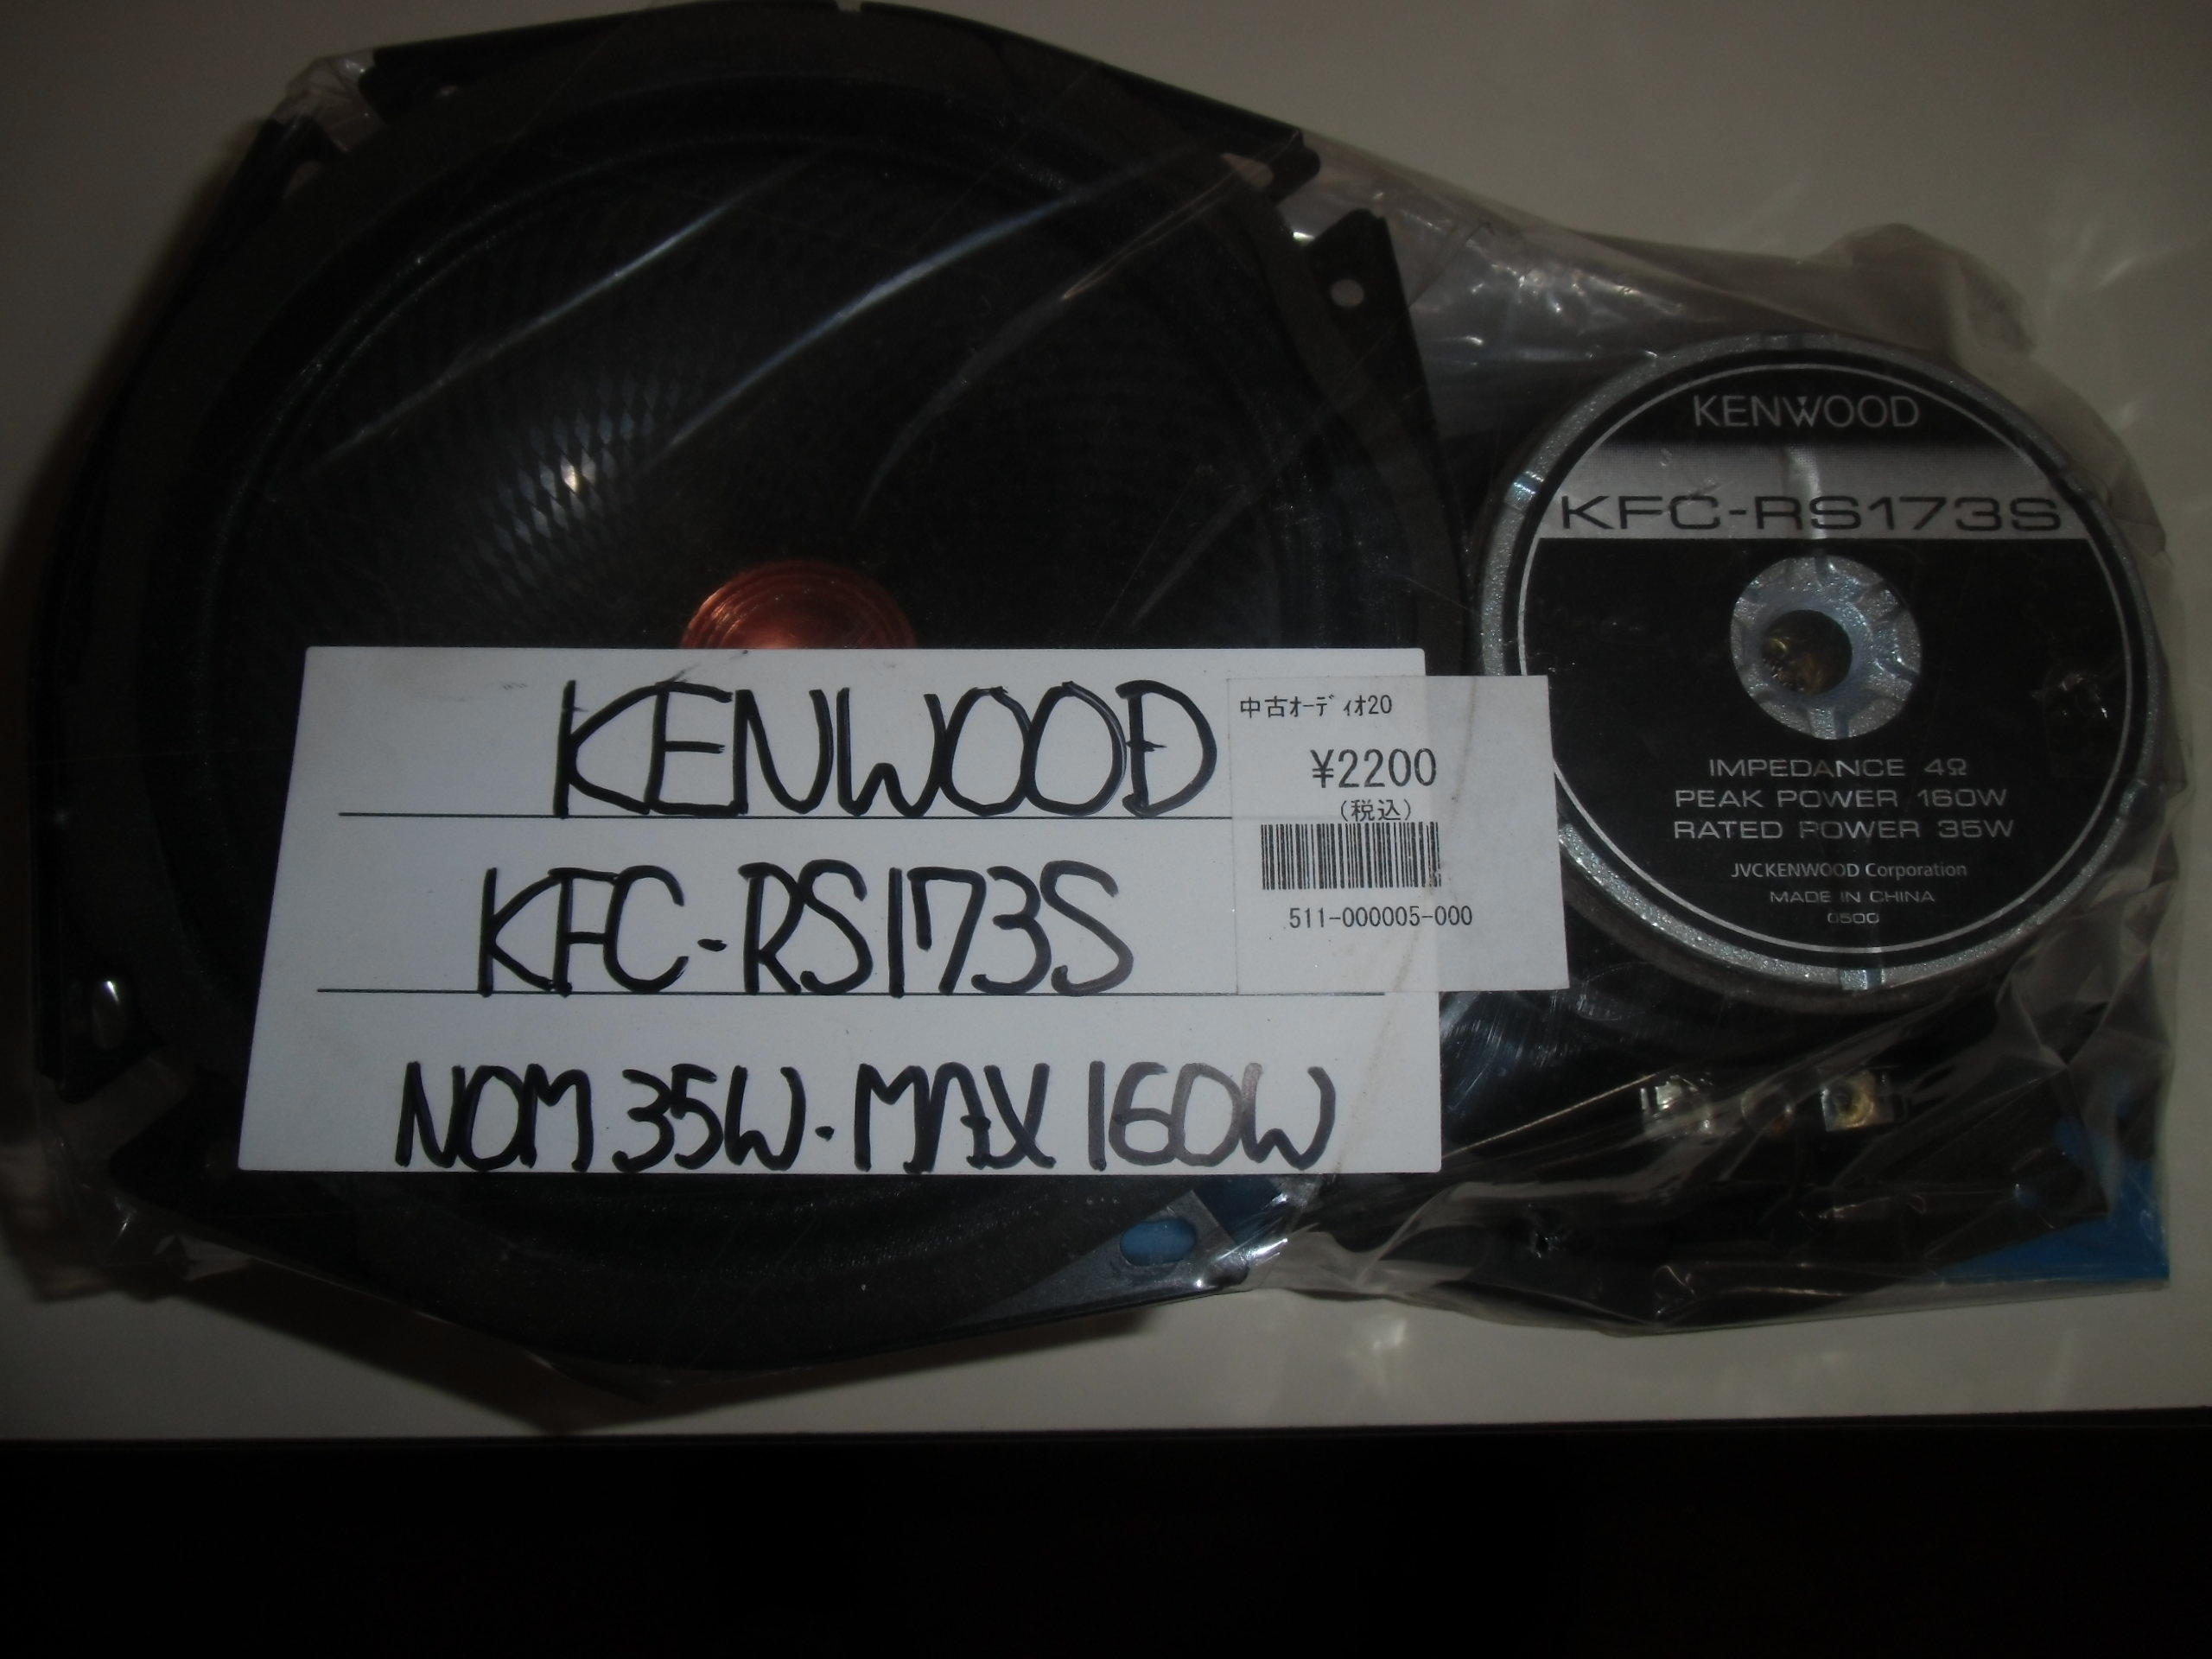 KENWOOD
KFC-RS173S
NOM 35W・MAX 160W
中古ｵｰﾃﾞｨｵ20
¥2200
(税込)
511-000005-000
KENWOOD
KFC-RS173S
IMPEDANCE 4Ω
PEAK POWER 160W
RATED POWER 35W
JVCKENWOOD Corporation
MADE IN CHINA
0500